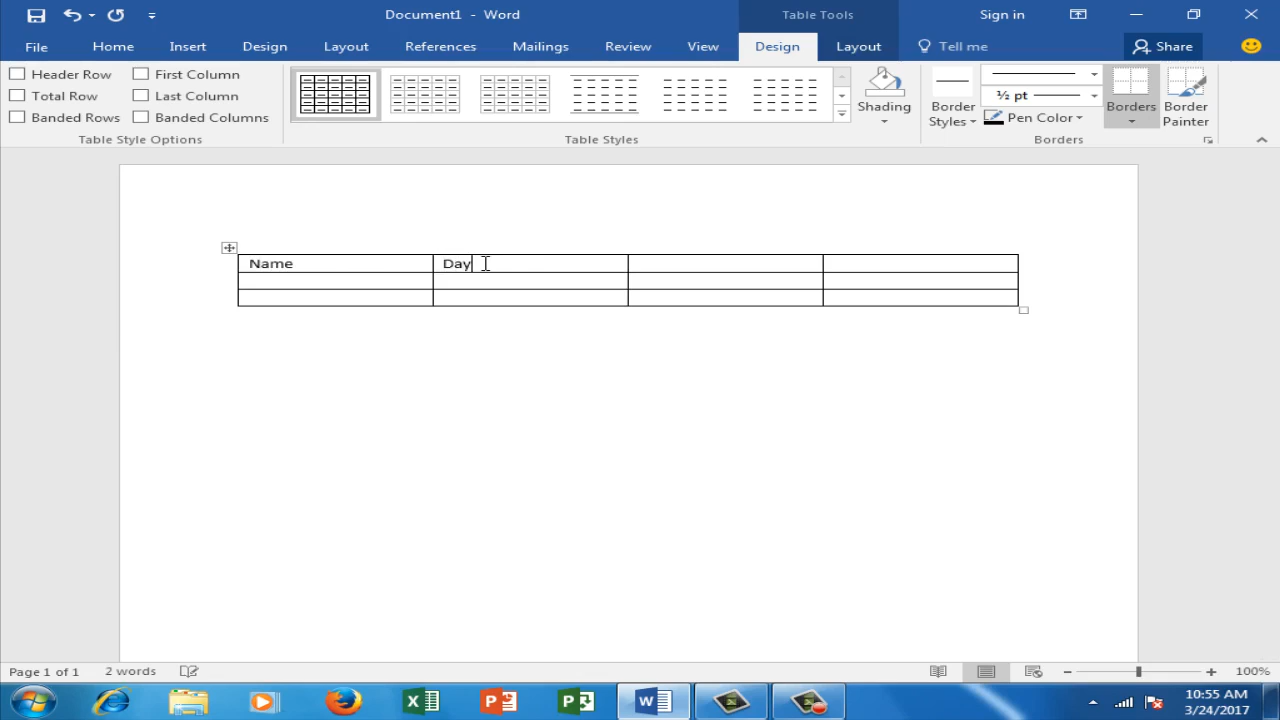 Document1 - Word
Table Tools
Sign in
File Home Insert Design Layout References Mailings Review View Design Layout Tell me Share
Header Row First Column
Total Row Last Column
Banded Rows Banded Columns
Table Style Options
Table Styles
Shading
Border Styles
½ pt
Pen Color
Borders
Border Painter
Borders
Name Day
Page 1 of 1 2 words
100%
10:55 AM
3/24/2017